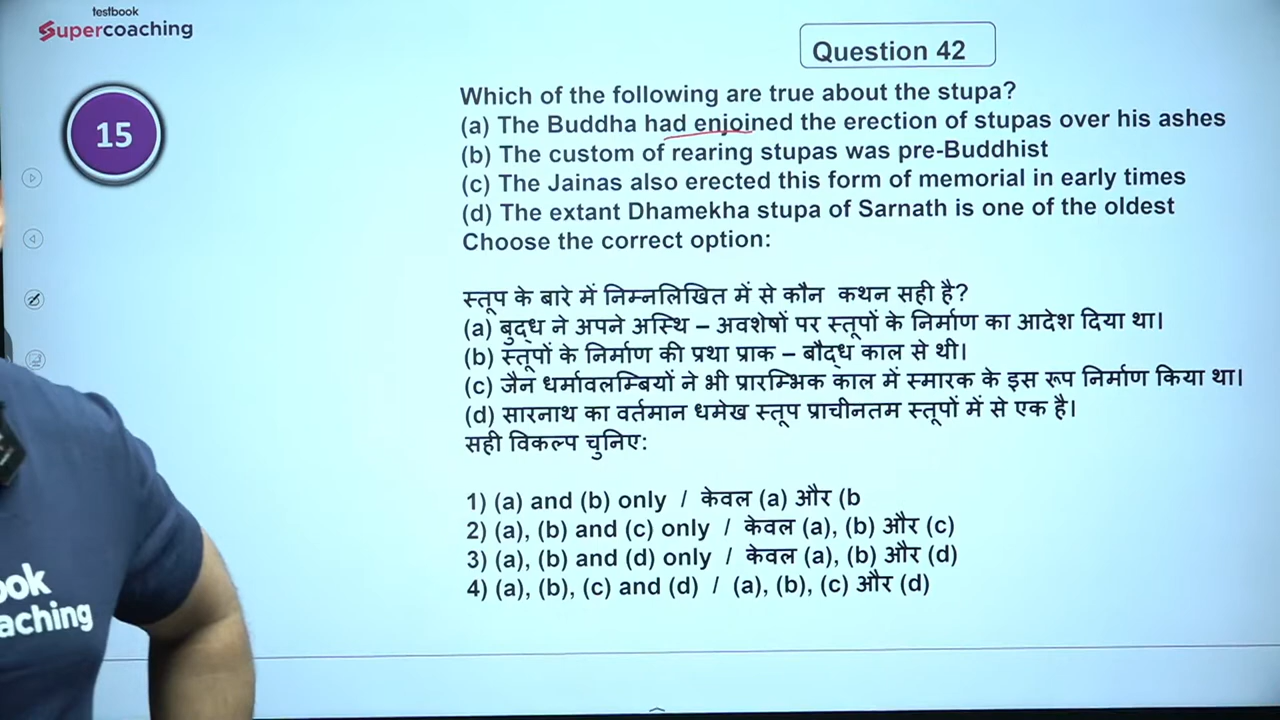 testbook
Supercoaching
Question 42
15
Which of the following are true about the stupa?
(a) The Buddha had enjoined the erection of stupas over his ashes
(b) The custom of rearing stupas was pre-Buddhist
(c) The Jainas also erected this form of memorial in early times
(d) The extant Dhamekha stupa of Sarnath is one of the oldest
Choose the correct option:
स्तूप के बारे में निम्नलिखित में से कौन कथन सही है?
(a) बुद्ध ने अपने अस्थि – अवशेषों पर स्तूपों के निर्माण का आदेश दिया था।
(b) स्तूपों के निर्माण की प्रथा प्राक – बौद्ध काल से थी।
(c) जैन धर्मावलम्बियों ने भी प्रारम्भिक काल में स्मारक के इस रूप निर्माण किया था।
(d) सारनाथ का वर्तमान धमेख स्तूप प्राचीनतम स्तूपों में से एक है।
सही विकल्प चुनिए:
1) (a) and (b) only / केवल (a) और (b
2) (a), (b) and (c) only / केवल (a), (b) और (c)
3) (a), (b) and (d) only / केवल (a), (b) और (d)
4) (a), (b), (c) and (d) / (a), (b), (c) और (d)
ook
aching